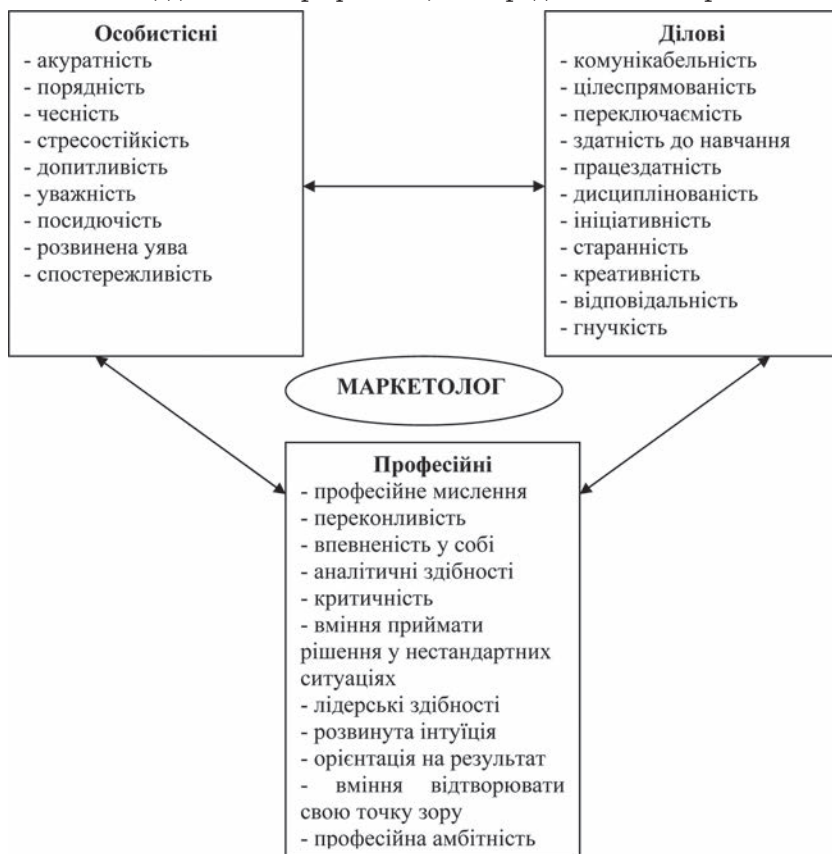 Особистісні
- акуратність
- порядність
- чесність
- стресостійкість
- допитливість
- уважність
- посидючість
- розвинена уява
- спостережливість
Ділові
- комунікабельність
- цілеспрямованість
- переключаємість
- здатність до навчання
- працездатність
- дисциплінованість
- ініціативність
- старанність
- креативність
- відповідальність
- гнучкість
МАРКЕТОЛОГ
Професійні
- професійне мислення
- переконливість
- впевненість у собі
- аналітичні здібності
- критичність
- вміння приймати
рішення у нестандартних
ситуаціях
- лідерські здібності
- розвинута інтуїція
- орієнтація на результат
- вміння відтворювати
свою точку зору
- професійна амбітність